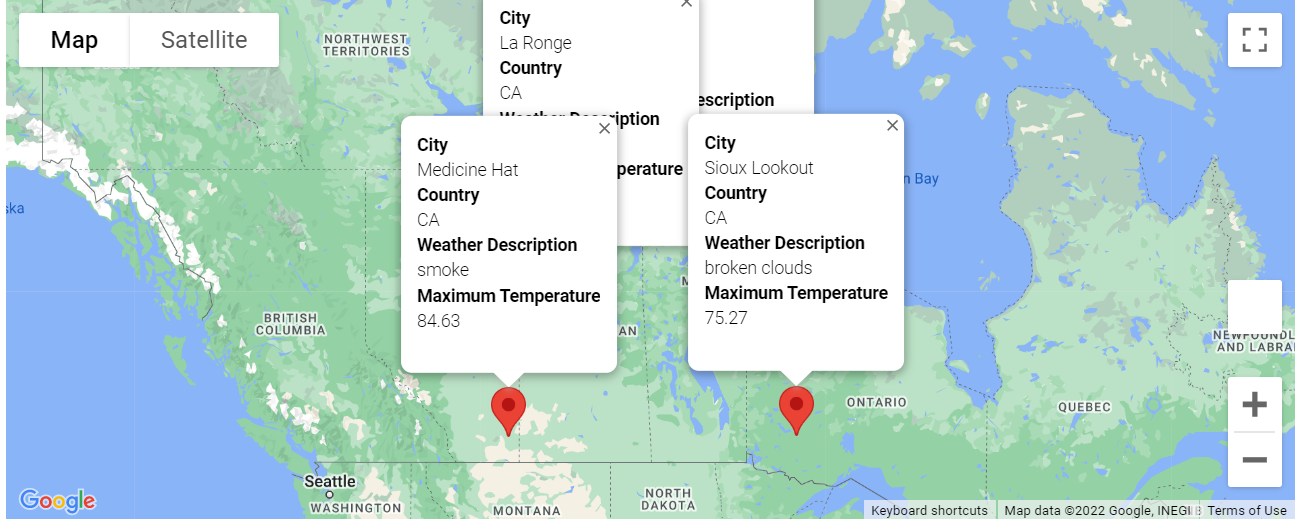 Map
Satellite
NORTHWEST
TERRITORIES
City
La Ronge
Country
CA
Weather Description
perature
escription
City
Medicine Hat
Country
CA
Weather Description
smoke
Maximum Temperature
84.63
City
Sioux Lookout
Country
CA
Weather Description
broken clouds
Maximum Temperature
75.27
n Bay
ska
BRITISH
COLUMBIA
M
AN
ONTARIO
QUEBEC
NEWFOUNDL
AND LABRA
Seattle
WASHINGTON
MONTANA
NORTH
DAKOTA
Google
Keyboard shortcuts
Map data ©2022 Google, INEGI
Terms of Use